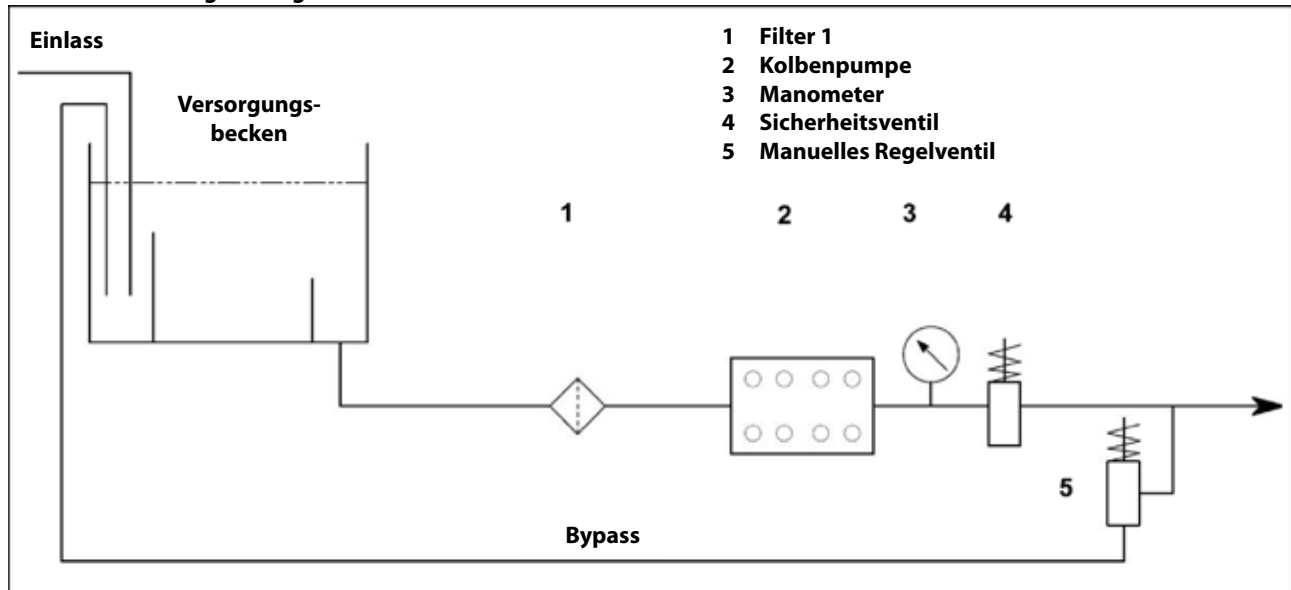 Einlass
Versorgungs-
becken
1 Filter 1
2 Kolbenpumpe
3 Manometer
4 Sicherheitsventil
5 Manuelles Regelventil
1
2
3
4
5
Bypass